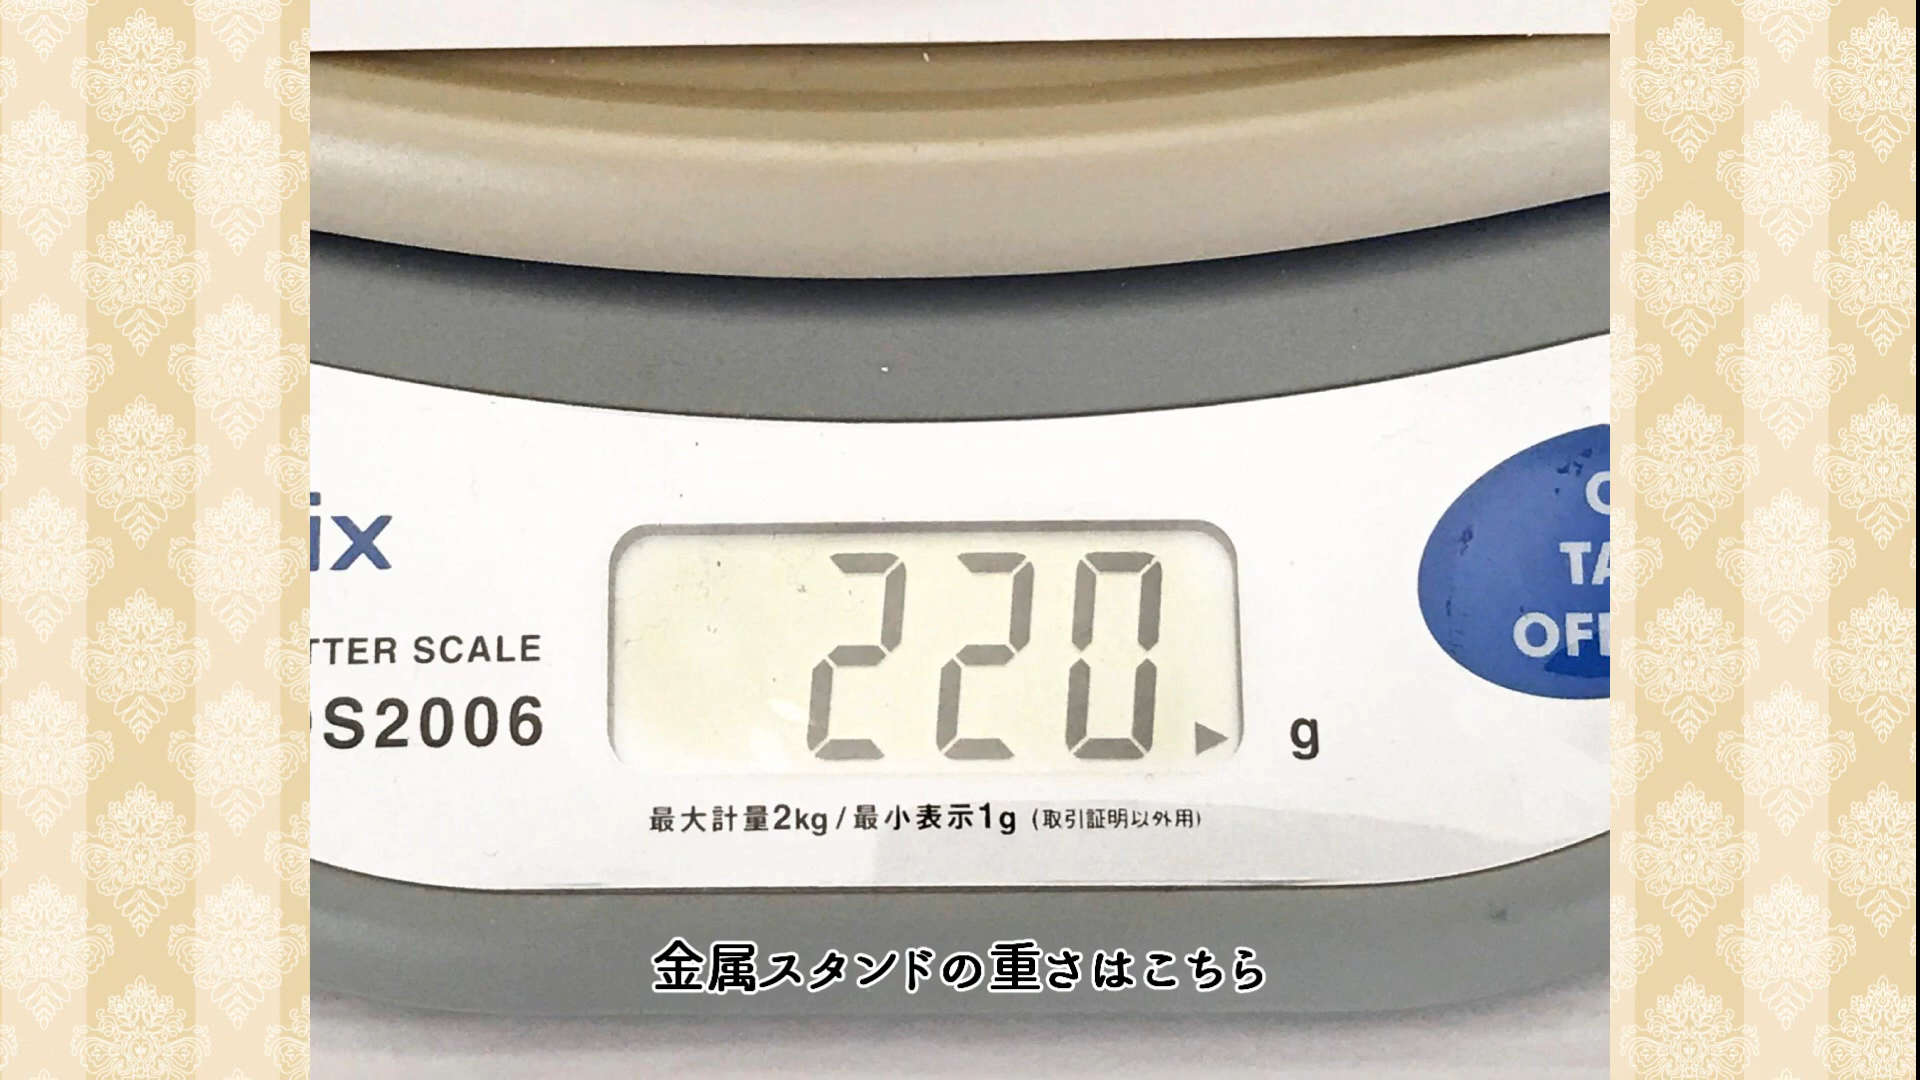 ix
TTER SCALE
S2006
220
g
TA
OFF
最大計量2kg/最小表示1g (取引証明以外用)
金属スタンドの重さはこちら